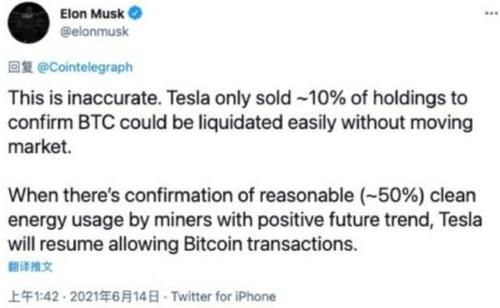 Elon Musk
@elonmusk
回复 @Cointelegraph
This is inaccurate. Tesla only sold ~10% of holdings to
confirm BTC could be liquidated easily without moving
market.
When there's confirmation of reasonable (~50%) clean
energy usage by miners with positive future trend, Tesla
will resume allowing Bitcoin transactions.
翻译推文
上午1:42 · 2021年6月14日 · Twitter for iPhone